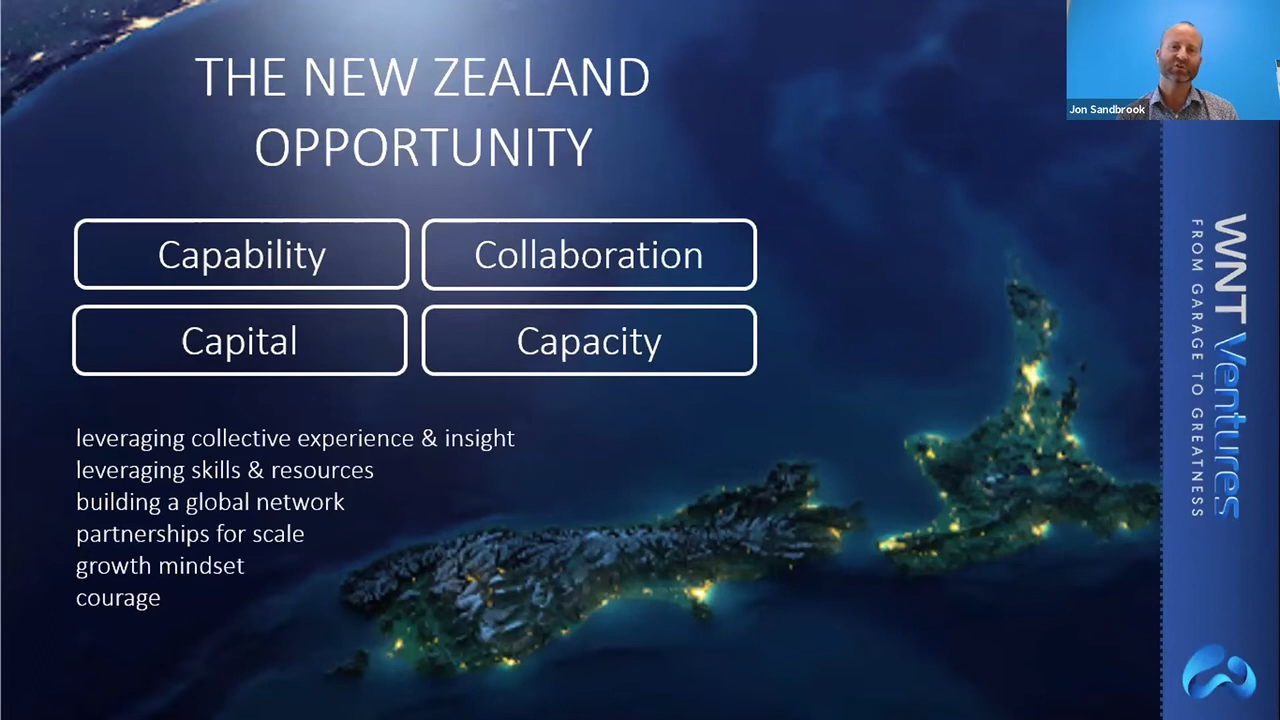 THE NEW ZEALAND
OPPORTUNITY
Capability
Collaboration
Capital
Capacity
leveraging collective experience & insight
leveraging skills & resources
building a global network
partnerships for scale
growth mindset
courage
Jon Sandbrook
WNT Ventures
FROM GARAGE TO GREATNESS